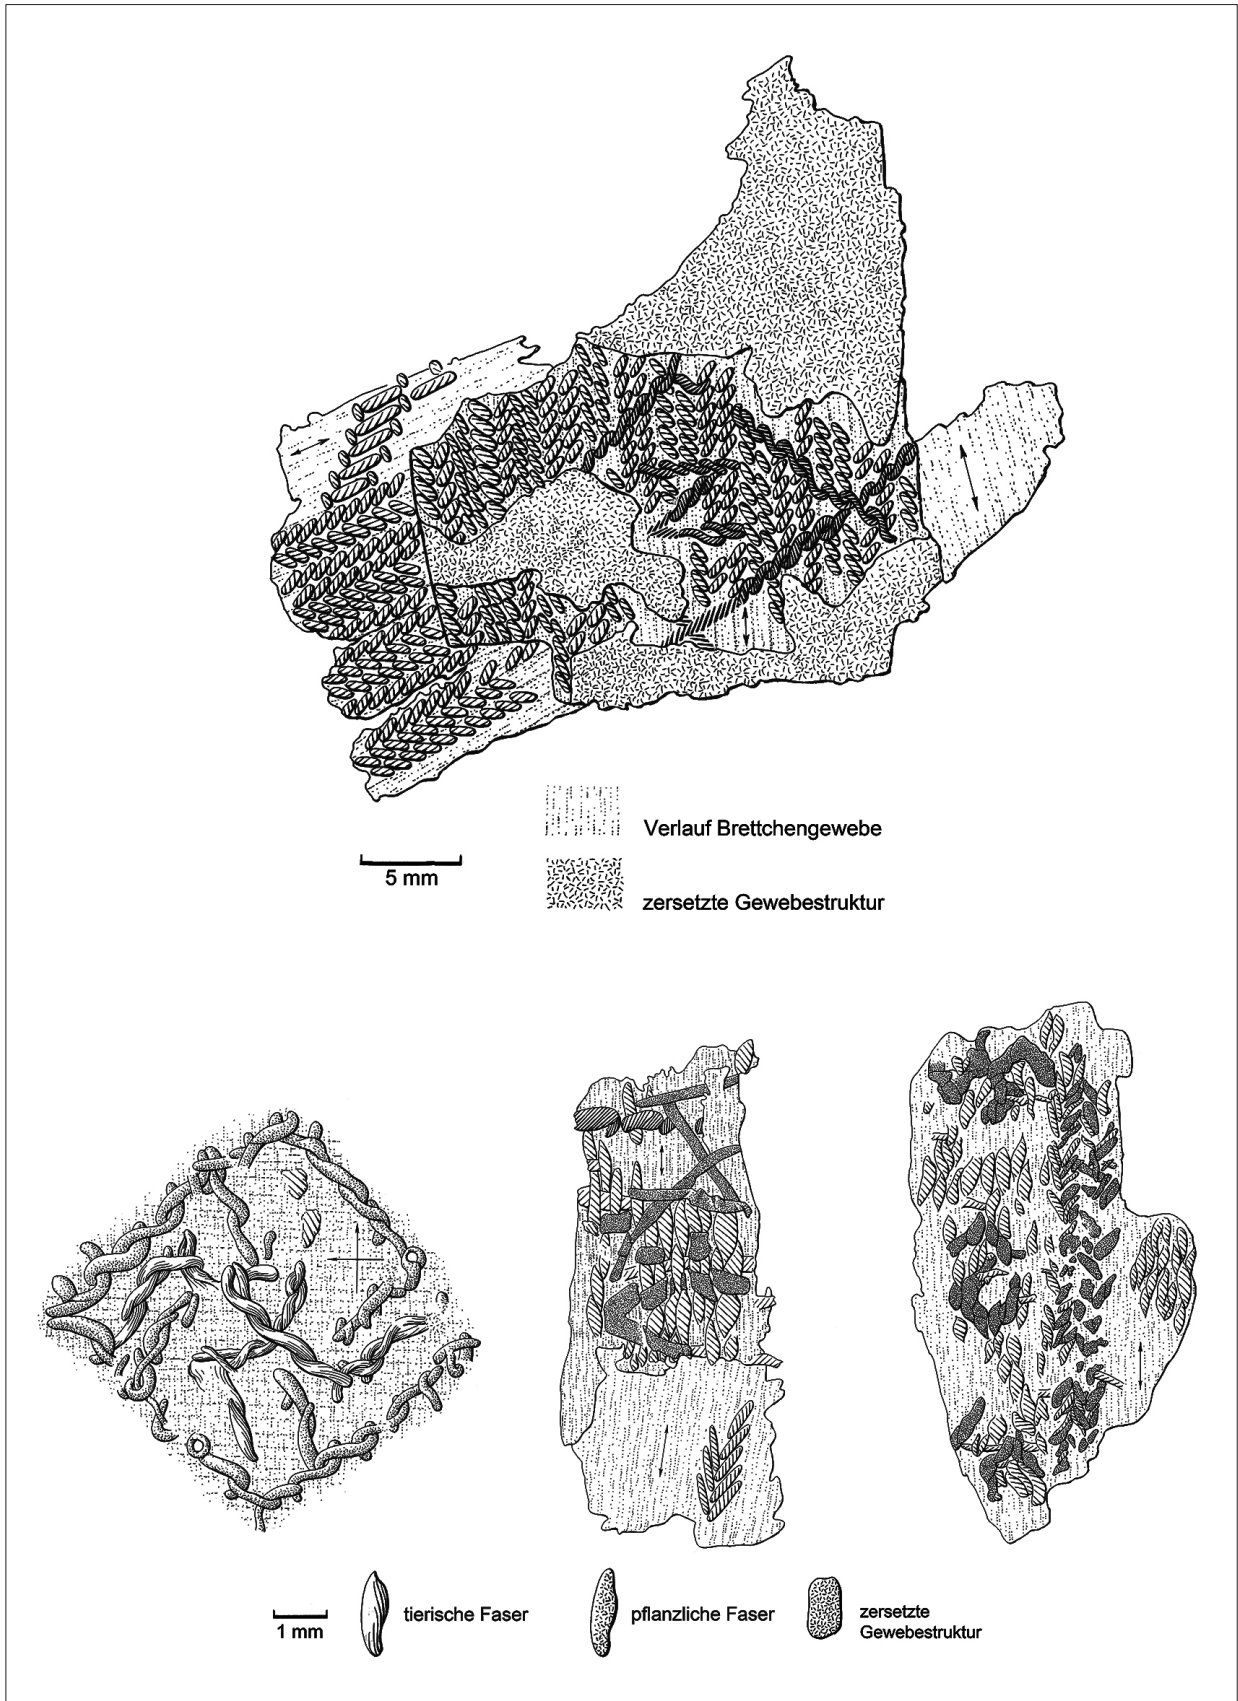 Verlauf Brettchengewebe
5 mm
zersetzte Gewebestruktur
1 mm
tierische Faser
pflanzliche Faser
zersetzte
Gewebestruktur